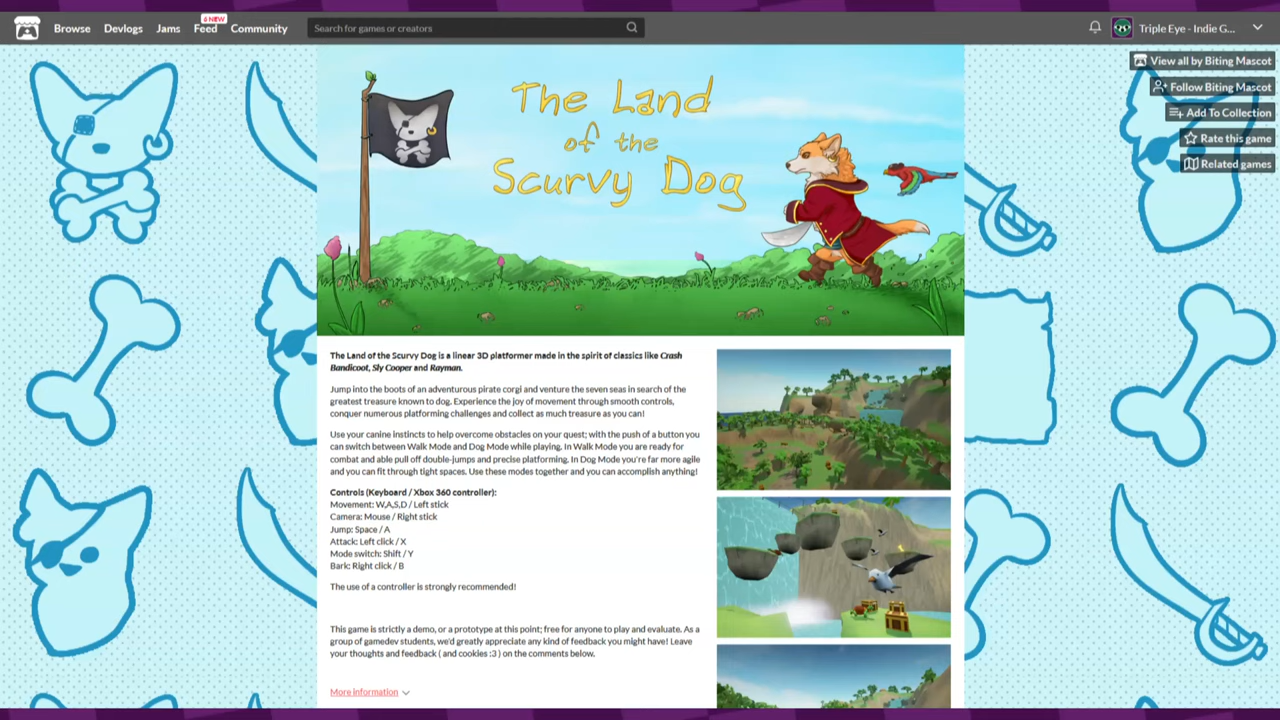 6 NEW
Browse Devlogs Jams Feed Community
Search for games or creators
Triple Eye - Indie G...
View all by Biting Mascot
Follow Biting Mascot
Add To Collection
Rate this game
Related games
The Land
of the
Scurvy Dog
The Land of the Scurvy Dog is a linear 3D platformer made in the spirit of classics like Crash
Bandicoot, Sly Cooper and Rayman.
Jump into the boots of an adventurous pirate corgi and venture the seven seas in search of the
greatest treasure known to dog. Experience the joy of movement through smooth controls,
conquer numerous platforming challenges and collect as much treasure as you can!
Use your canine instincts to help overcome obstacles on your quest; with the push of a button you
can switch between Walk Mode and Dog Mode while playing. In Walk Mode you are ready for
combat and able pull off double-jumps and precise platforming. In Dog Mode you're far more agile
and you can fit through tight spaces. Use these modes together and you can accomplish anything!
Controls (Keyboard / Xbox 360 controller):
Movement: W,A,S,D / Left stick
Camera: Mouse / Right stick
Jump: Space / A
Attack: Left click / X
Mode switch: Shift / Y
Bark: Right click / B
The use of a controller is strongly recommended!
This game is strictly a demo, or a prototype at this point; free for anyone to play and evaluate. As a
group of gamedev students, we'd greatly appreciate any kind of feedback you might have! Leave
your thoughts and feedback ( and cookies :3 ) on the comments below.
More information